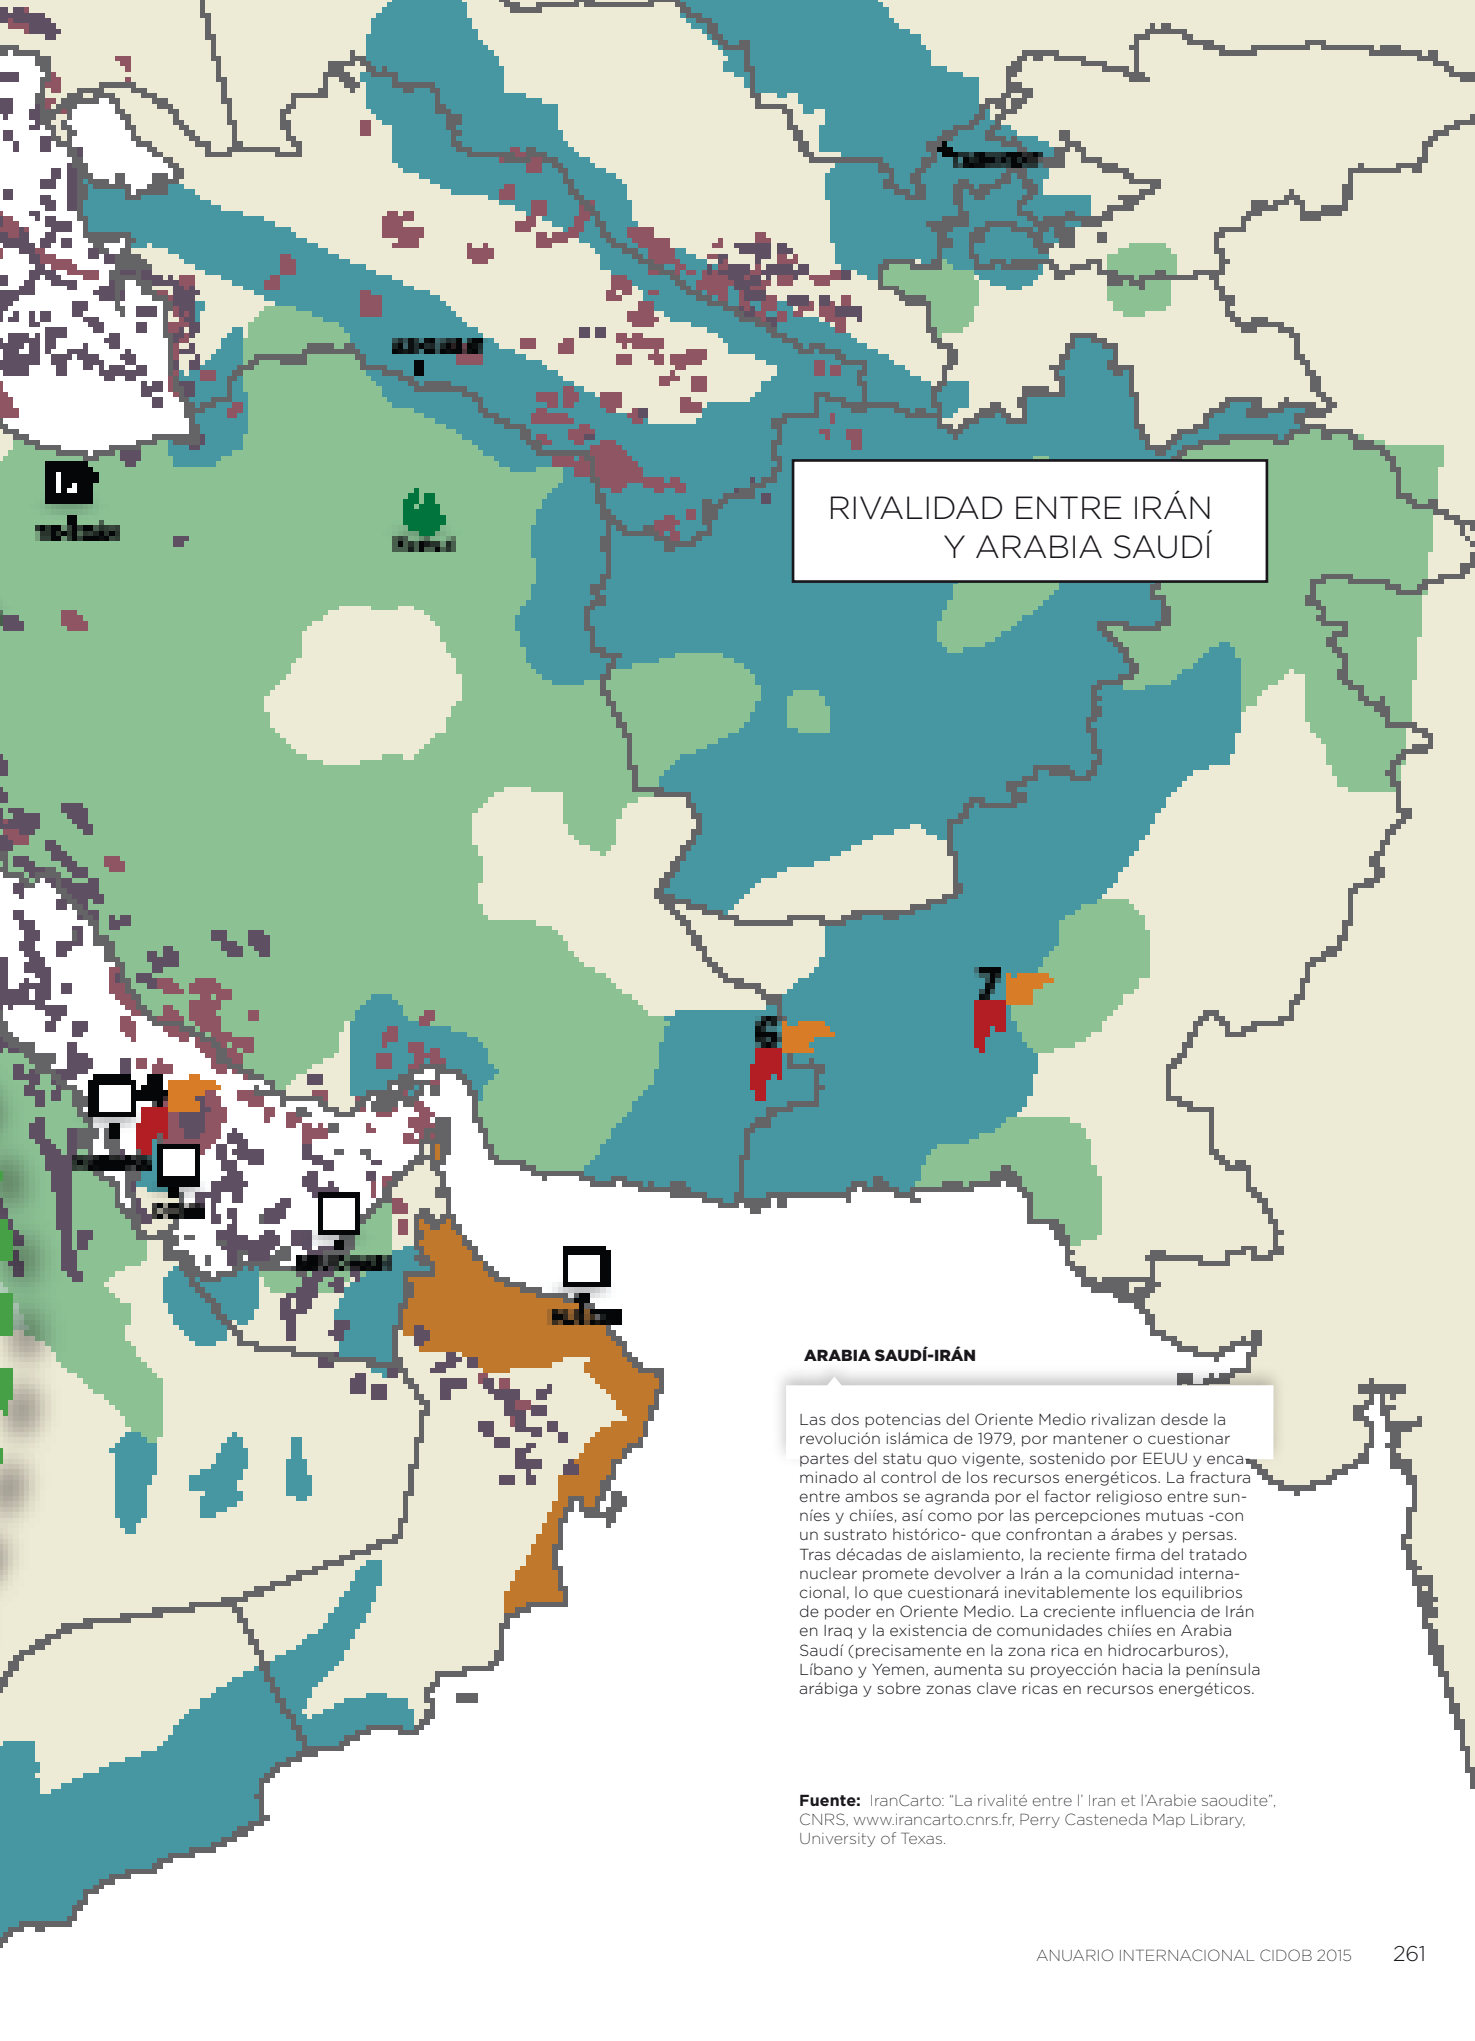 RIVALIDAD ENTRE IRÁN
Y ARABIA SAUDÍ
7
6
ARABIA SAUDÍ-IRÁN
Las dos potencias del Oriente Medio rivalizan desde la
revolución islámica de 1979, por mantener o cuestionar
partes del statu quo vigente, sostenido por EEUU y enca-
minado al control de los recursos energéticos. La fractura
entre ambos se agranda por el factor religioso entre sun-
níes y chiíes, así como por las percepciones mutuas -con
un sustrato histórico- que confrontan a árabes y persas.
Tras décadas de aislamiento, la reciente firma del tratado
nuclear promete devolver a Irán a la comunidad interna-
cional, lo que cuestionará inevitablemente los equilibrios
de poder en Oriente Medio. La creciente influencia de Irán
en Iraq y la existencia de comunidades chiíes en Arabia
Saudí (precisamente en la zona rica en hidrocarburos),
Líbano y Yemen, aumenta su proyección hacia la península
arábiga y sobre zonas clave ricas en recursos energéticos.
Fuente: IranCarto: “La rivalité entre l’ Iran et l’Arabie saoudite”,
CNRS, www.irancarto.cnrs.fr, Perry Casteneda Map Library,
University of Texas.
ANUARIO INTERNACIONAL CIDOB 2015 261